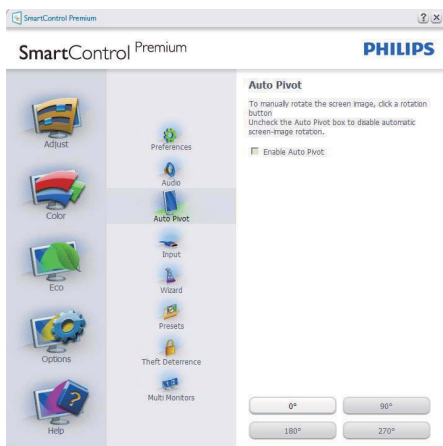 SmartControl Premium
? x
SmartControl Premium
PHILIPS
Adjust
Color
Eco
Options
Help
Preferences
Audio
Auto Pivot
Input
Wizard
Presets
Theft Deterrence
Multi Monitors
Auto Pivot
To manually rotate the screen image, click a rotation
button
Uncheck the Auto Pivot box to disable automatic
screen-image rotation.
Enable Auto Pivot
0°
90°
180°
270°